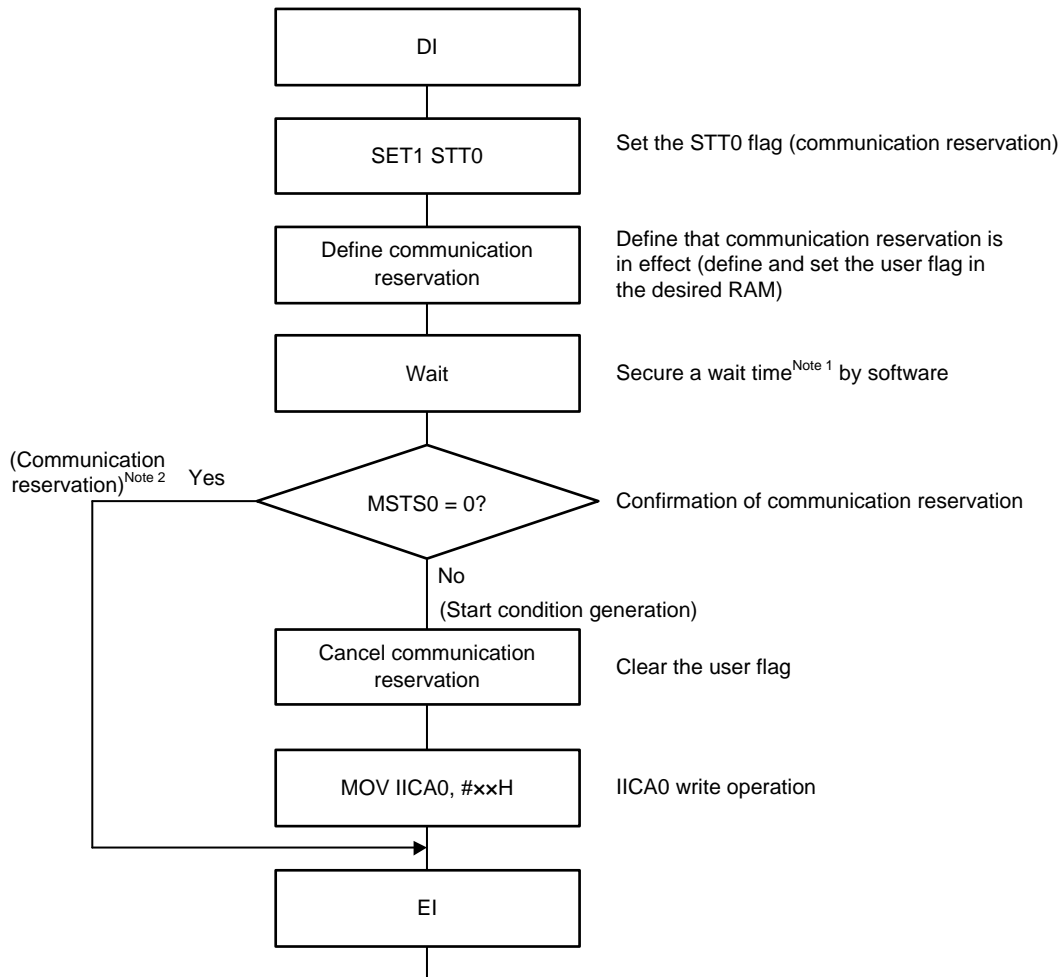 DI
SET1 STT0
Set the STT0 flag (communication reservation)
Define communication
reservation
Define that communication reservation is
in effect (define and set the user flag in
the desired RAM)
Wait
Secure a wait time Note 1 by software
(Communication
reservation) Note 2
Yes
MSTS0 = 0?
Confirmation of communication reservation
No
(Start condition generation)
Cancel communication
reservation
Clear the user flag
MOV IICA0, #××H
IICA0 write operation
EI